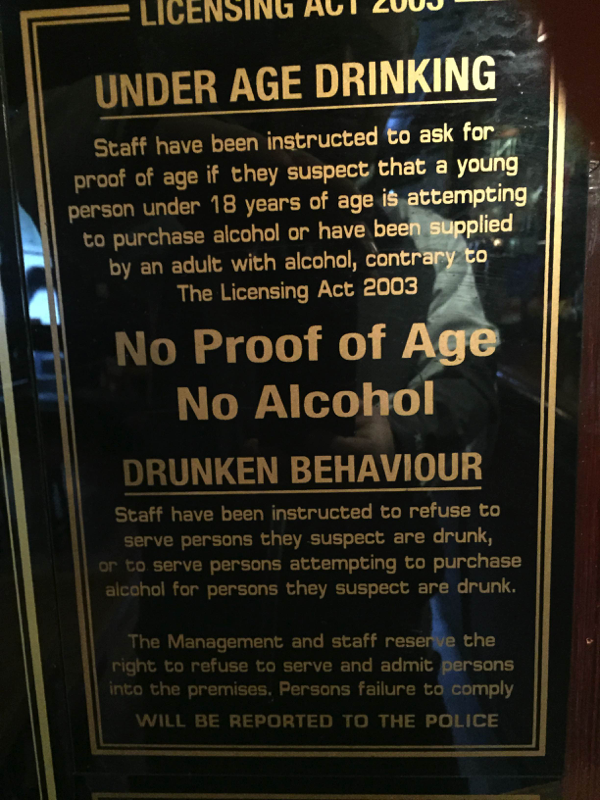 LICENSING ACT 2003
UNDER AGE DRINKING
Staff have been instructed to ask for
proof of age if they suspect that a young
person under 18 years of age is attempting
to purchase alcohol or have been supplied
by an adult with alcohol, contrary to
The Licensing Act 2003
No Proof of Age
No Alcohol
DRUNKEN BEHAVIOUR
Staff have been instructed to refuse to
serve persons they suspect are drunk,
or to serve persons attempting to purchase
alcohol for persons they suspect are drunk.
The Management and staff reserve the
right to refuse to serve and admit persons
into the premises. Persons failure to comply
WILL BE REPORTED TO THE POLICE